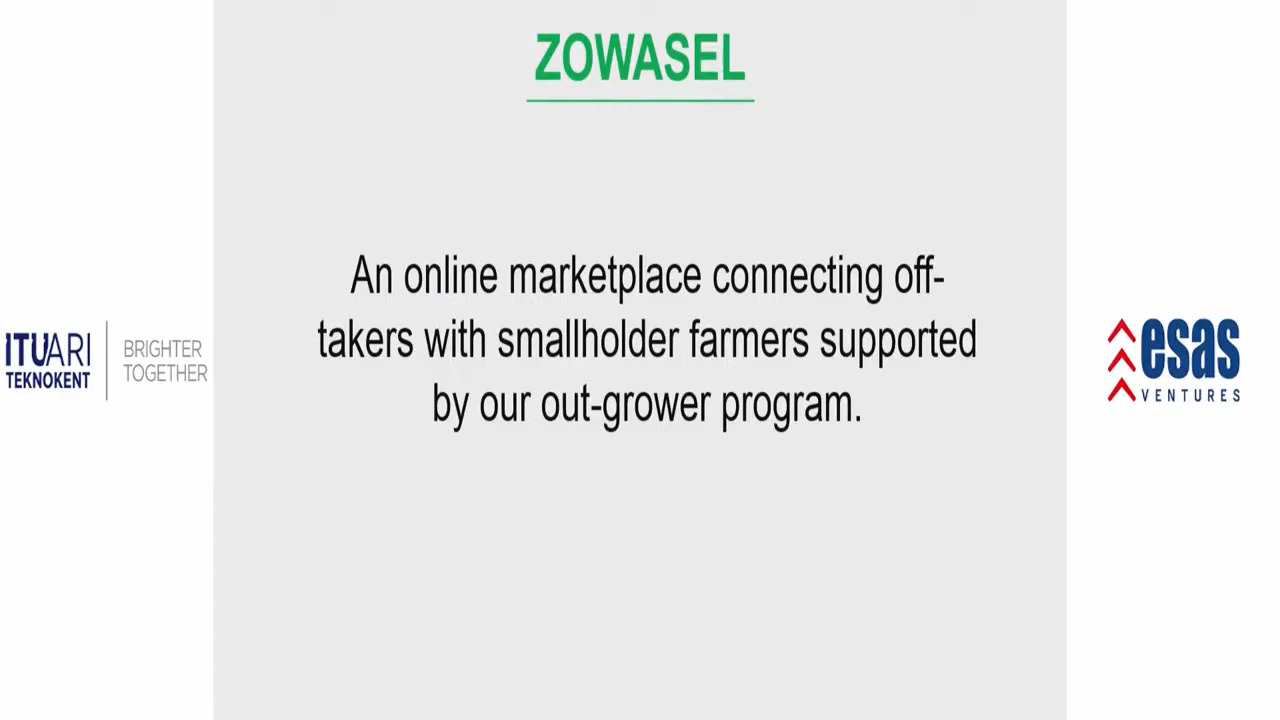 ZOWASEL
An online marketplace connecting off-
takers with smallholder farmers supported
by our out-grower program.
ITUARI
TEKNOKENT
BRIGHTER
TOGETHER
esas
VENTURES